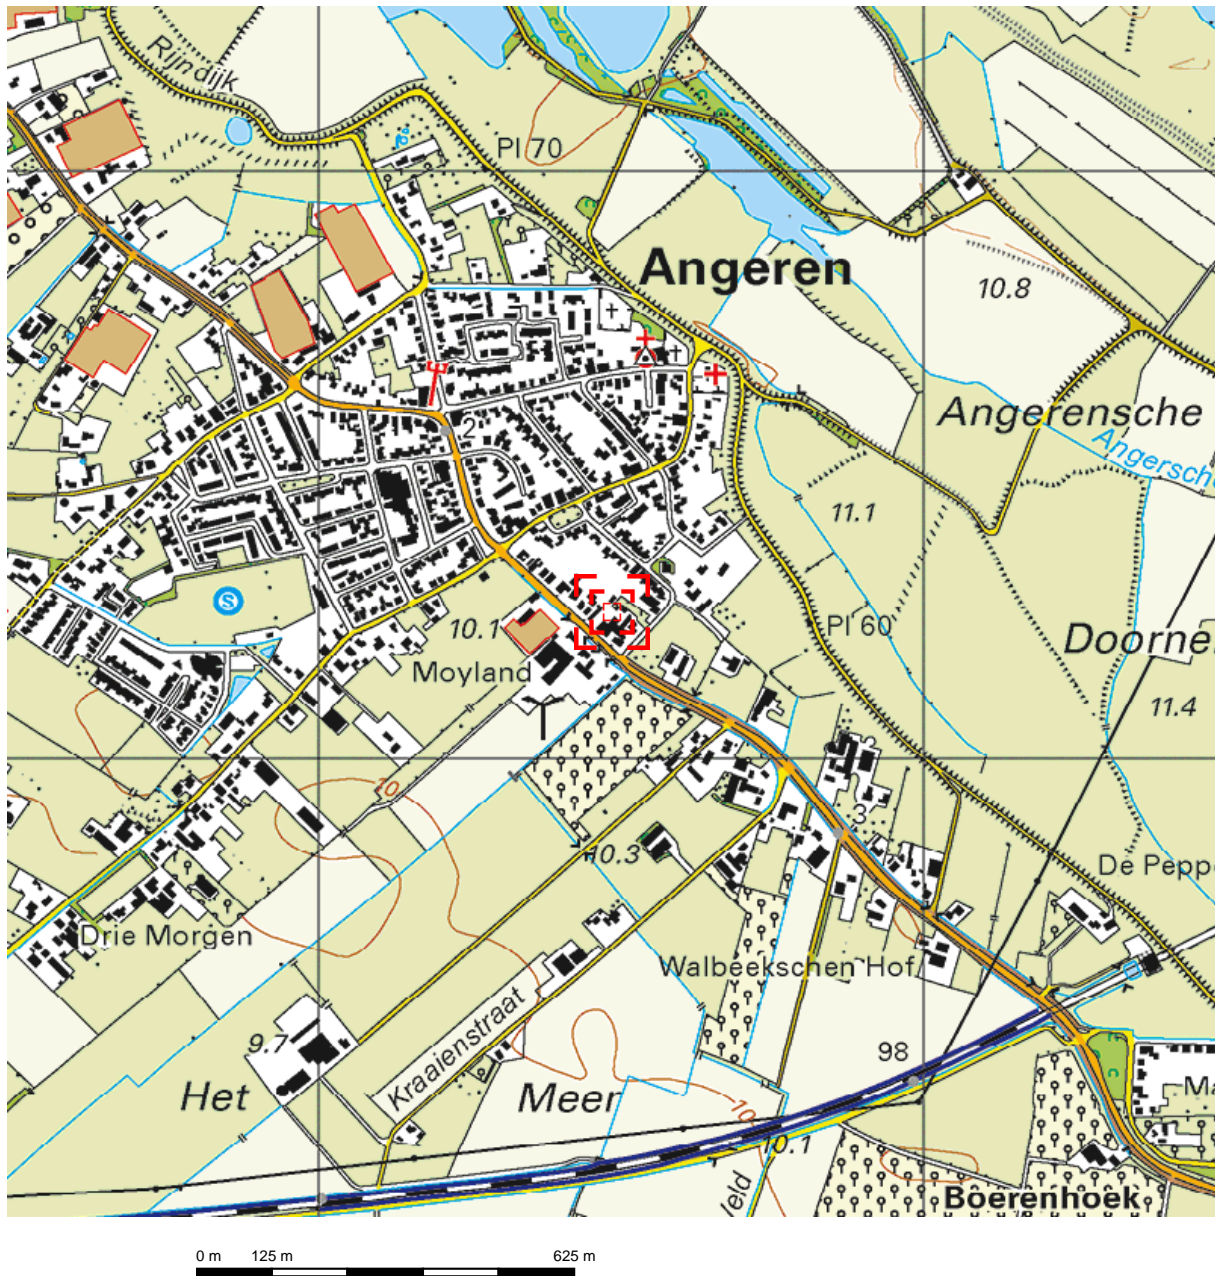 Rijndijk
Pl 70
Angeren
10.8
Angerensche
Angersche
2
11.1
S
10.1
Pl 60
Doorne
Moyland
11.4
10
3
10.3
De Peppe
Drie Morgen
Walbeekschen Hof
9.7
Kraaienstraat
98
Het Meer
Ma
10
10.1
Veld
Boerenhoek
0 m 125 m 625 m